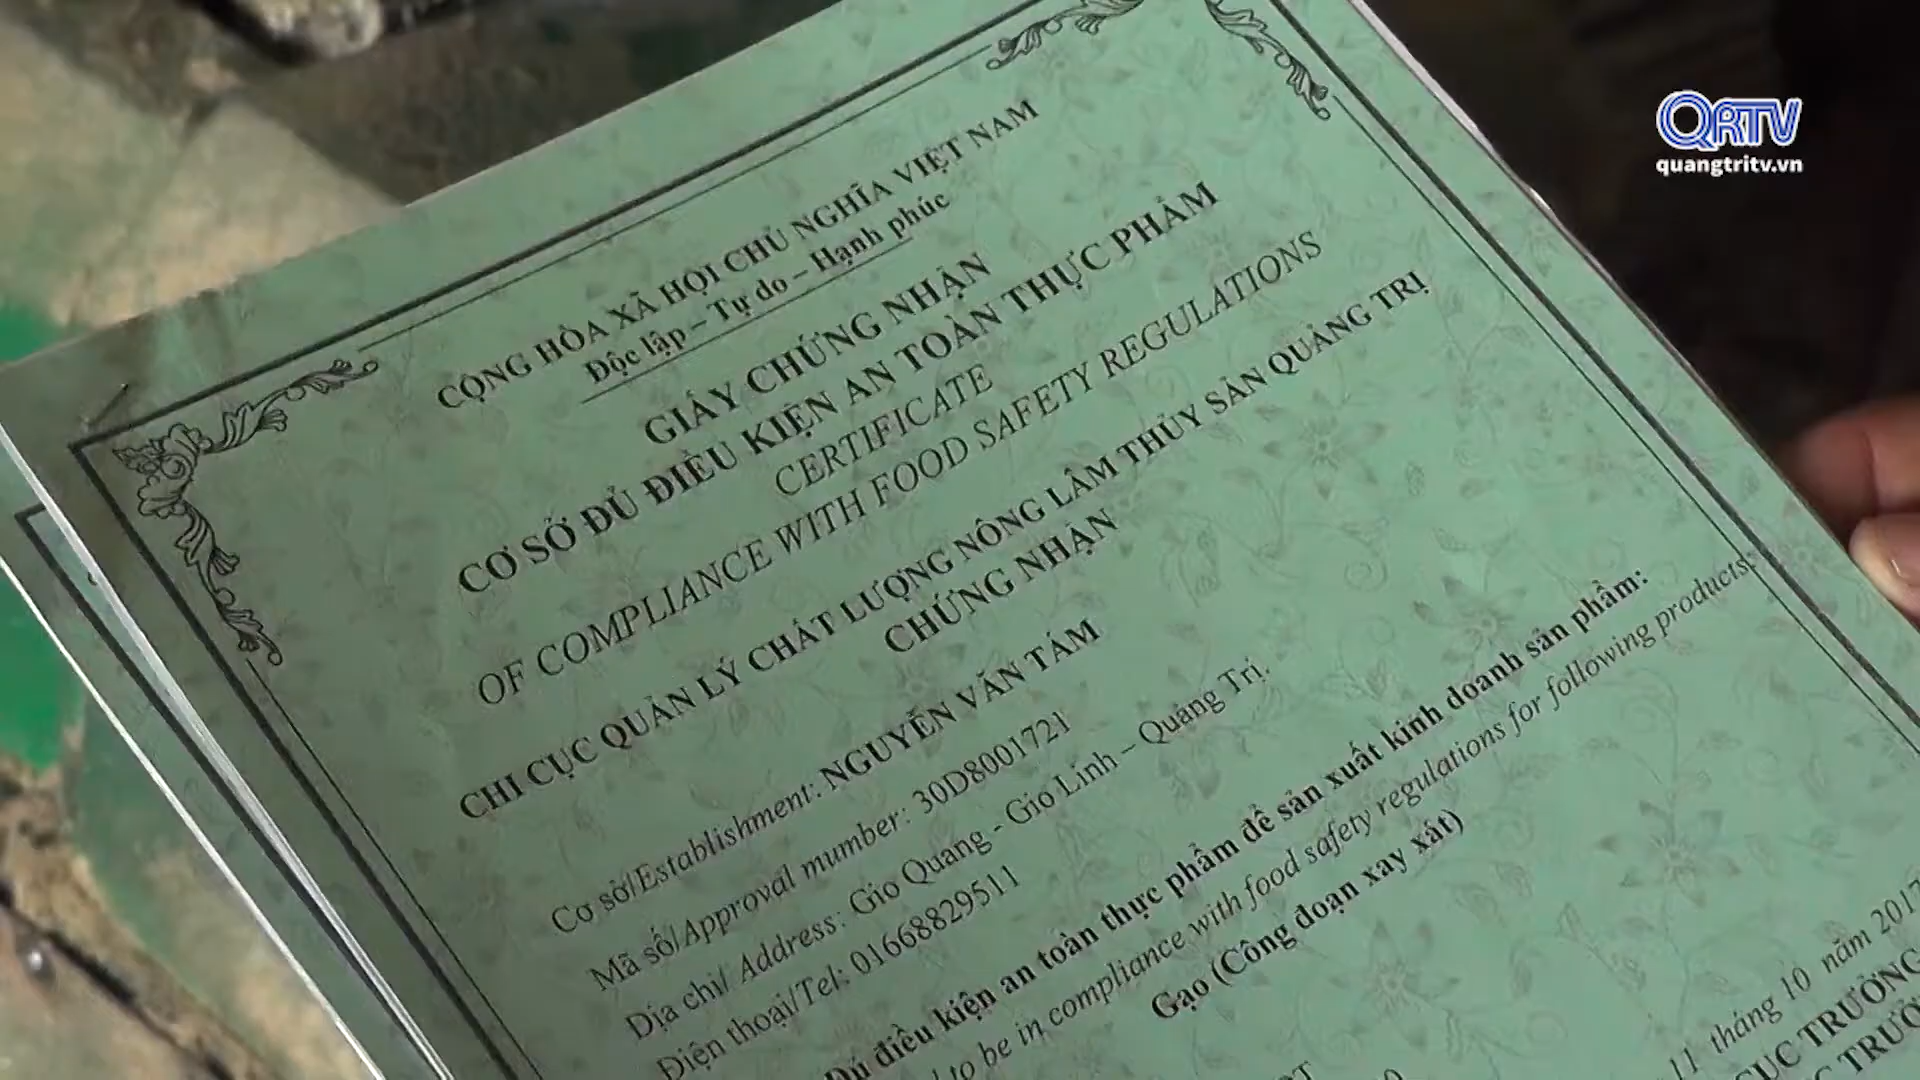 QRTV
quangtritv.vn
CỘNG HÒA XÃ HỘI CHỦ NGHĨA VIỆT NAM
Độc lập – Tự do – Hạnh phúc
GIẤY CHỨNG NHẬN
CƠ SỞ ĐỦ ĐIỀU KIỆN AN TOÀN THỰC PHẨM
CERTIFICATE
OF COMPLIANCE WITH FOOD SAFETY REGULATIONS
CHI CỤC QUẢN LÝ CHẤT LƯỢNG NÔNG LÂM THỦY SẢN QUẢNG TRỊ
CHỨNG NHẬN
Cơ sở/Establishment: NGUYỄN VĂN TÁM
Mã số/Approval mumber: 30D8001721
Địa chỉ/ Address: Gio Quang - Gio Linh – Quảng Trị.
Điện thoại/Tel: 01668829511
Đủ điều kiện an toàn thực phẩm để sản xuất kinh doanh sản phẩm:
to be in compliance with food safety regulations for following products:
Gạo (Công đoạn xay xát)
11 tháng 10 năm 2017
CỤC TRƯỞNG